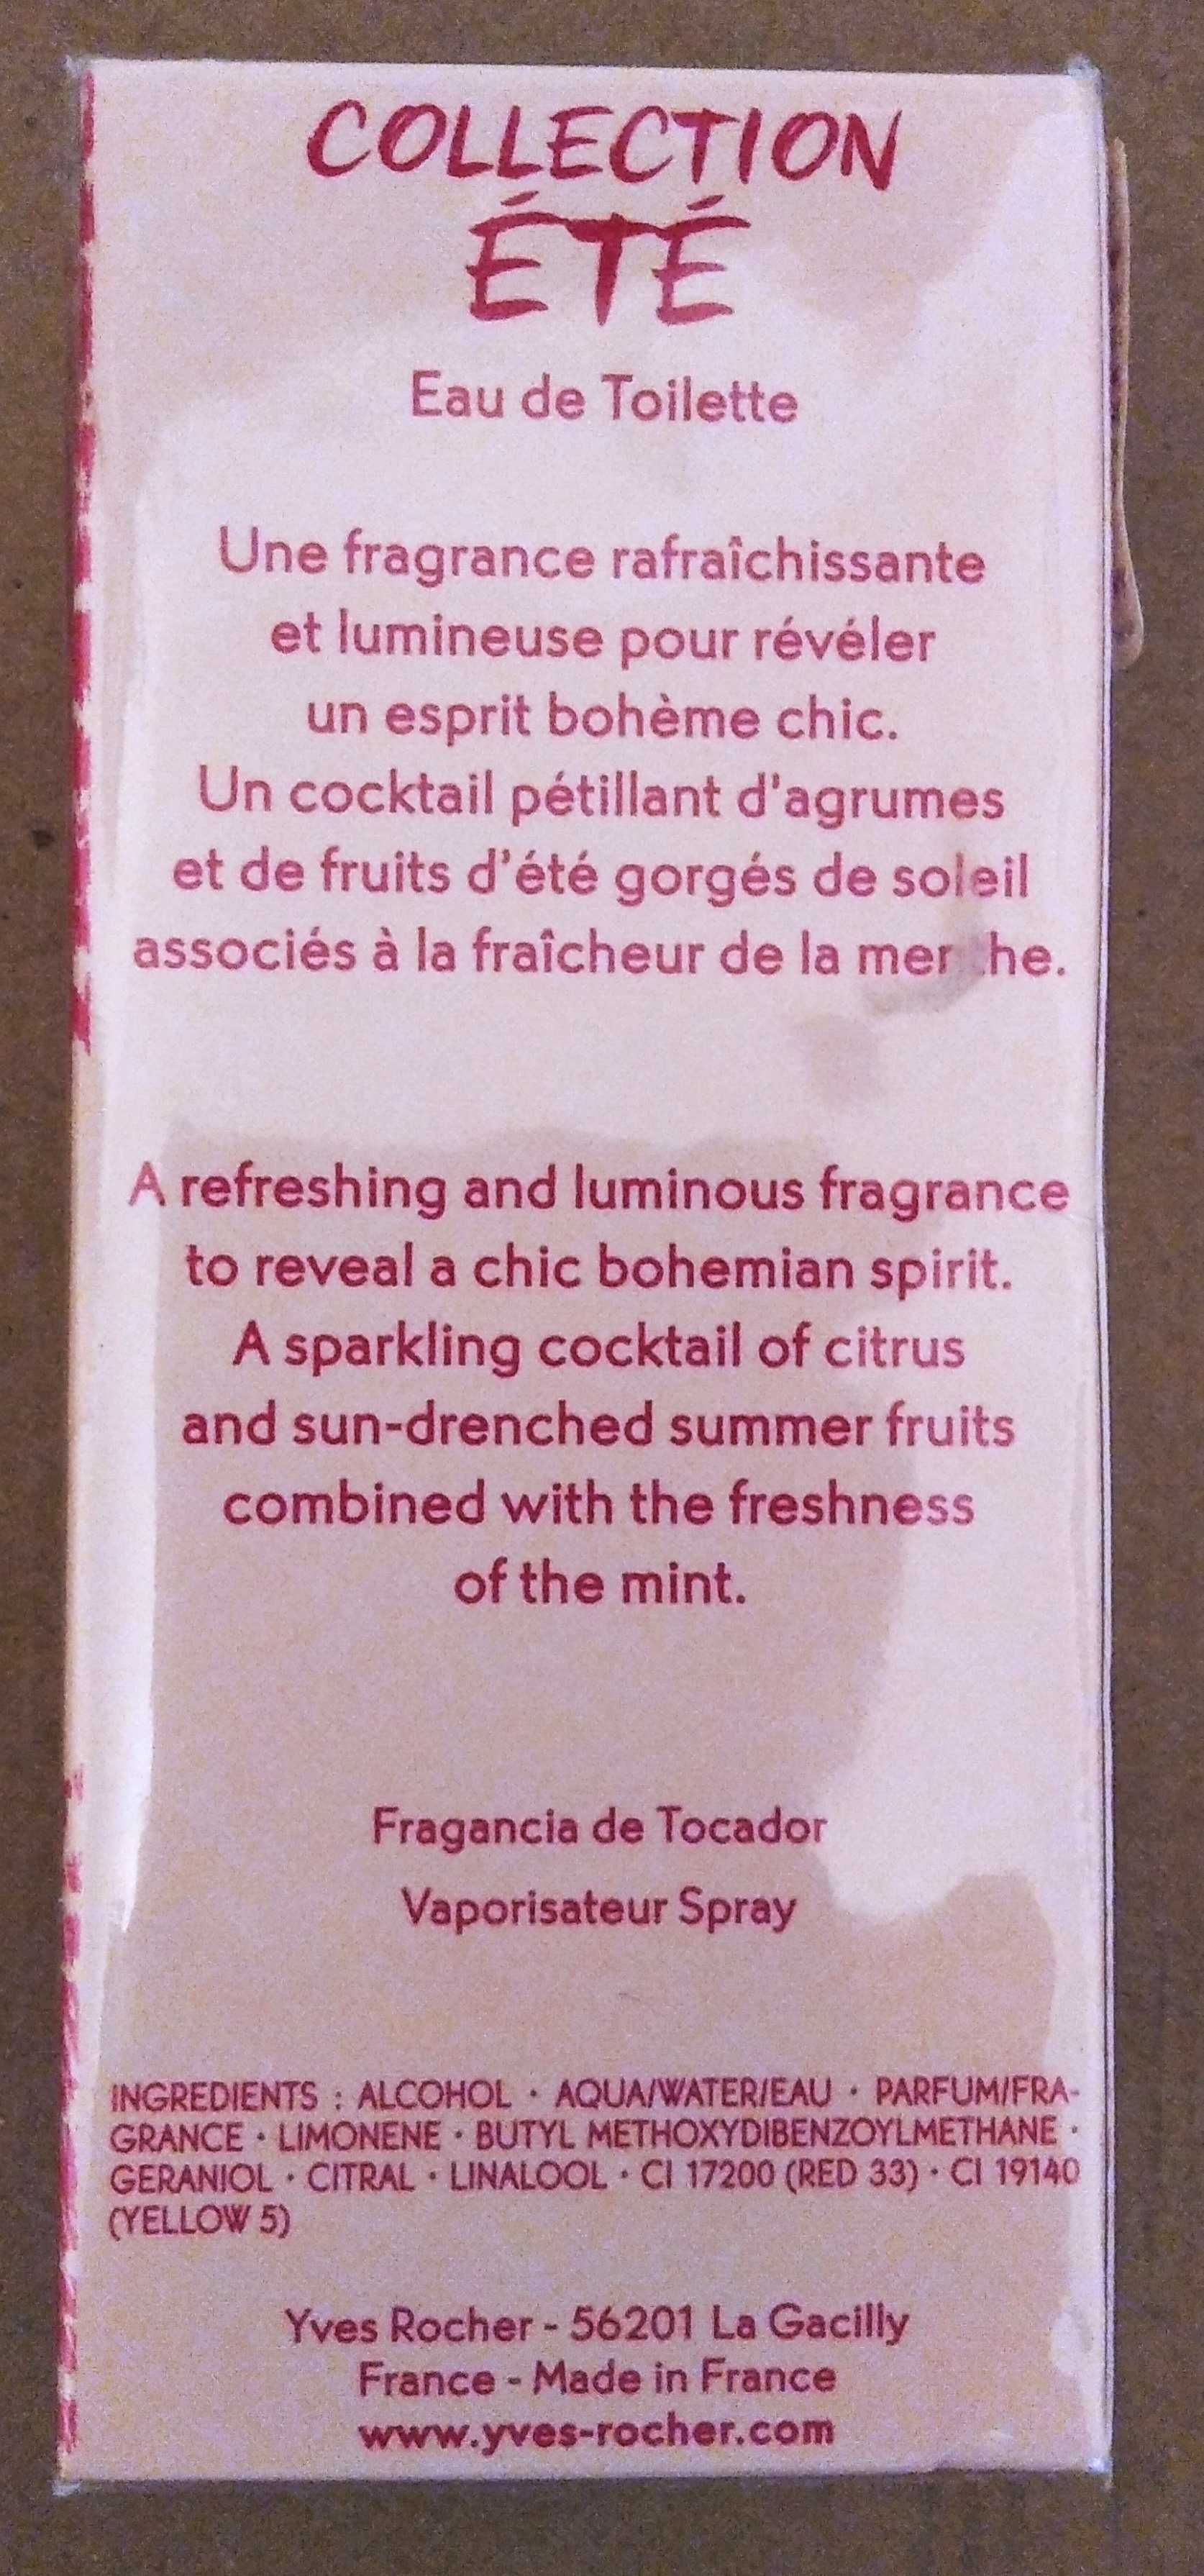 COLLECTION
ÉTÉ
Eau de Toilette
Une fragrance rafraîchissante
et lumineuse pour révéler
un esprit bohème chic.
Un cocktail pétillant d'agrumes
et de fruits d'été gorgés de soleil
associés à la fraîcheur de la
A refreshing and luminous fragrance
to reveal a chic bohemian spirit.
A sparkling cocktail of citrus
and sun-drenched summer fruits
combined with the freshness
of the mint.
Fragancia de Tocador
Vaporisateur Spray
INGREDIENTS : ALCOHOL · AQUA/WATER/EAU · PARFUM/FRA-
GRANCE · LIMONENE · BUTYL METHOXYDIBENZOYLMETHANE ·
GERANIOL · CITRAL · LINALOOL · CI 17200 (RED 33) · CI 19140
(YELLOW 5)
Yves Rocher - 56201 La Gacilly
France - Made in France
www.yves-rocher.com